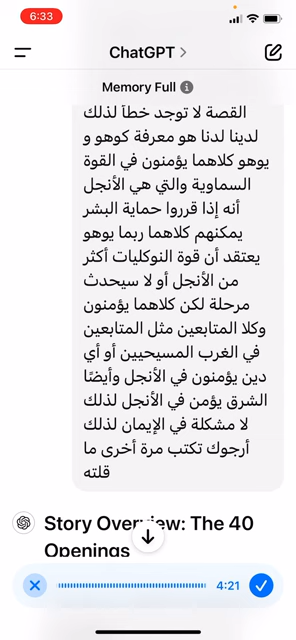 6:33
ChatGPT >
Memory Full
القصة لا توجد خطأ لذلك
لدينا لدنا هو معرفة كوهو و
يوهو كلاهما يؤمنون في القوة
السماوية والتي هي الأنجل
أنه إذا قرروا حماية البشر
يمكنهم كلاهما ربما يوهو
يعتقد أن قوة النوكليات أكثر
من الأنجل أو لا سيحدث
مرحلة لكن كلاهما يؤمنون
وكلا المتابعين مثل المتابعين
في الغرب المسيحيين أو أي
دين يؤمنون في الأنجل وأيضًا
الشرق يؤمن في الأنجل لذلك
لا مشكلة في الإيمان لذلك
أرجوك تكتب مرة أخرى ما
قلته
Story Overview: The 40
Openings
4:21